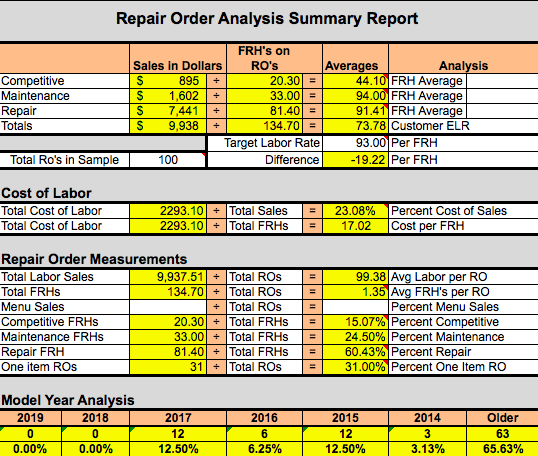 Repair Order Analysis Summary Report
FRH's on
Sales in Dollars RO's Averages Analysis
Competitive $ 895 ÷ 20.30 = 44.10 FRH Average
Maintenance $ 1,602 ÷ 33.00 = 94.00 FRH Average
Repair $ 7,441 ÷ 81.40 = 91.41 FRH Average
Totals $ 9,938 ÷ 134.70 = 73.78 Customer ELR
Target Labor Rate 93.00 Per FRH
Total Ro's in Sample 100 Difference -19.22 Per FRH
Cost of Labor
Total Cost of Labor 2293.10 ÷ Total Sales = 23.08% Percent Cost of Sales
Total Cost of Labor 2293.10 ÷ Total FRHs = 17.02 Cost per FRH
Repair Order Measurements
Total Labor Sales 9,937.51 ÷ Total ROs = 99.38 Avg Labor per RO
Total FRHs 134.70 ÷ Total ROs = 1.35 Avg FRH's per RO
Menu Sales ÷ Total ROs = Percent Menu Sales
Competitive FRHs 20.30 ÷ Total FRHs = 15.07% Percent Competitive
Maintenance FRHs 33.00 ÷ Total FRHs = 24.50% Percent Maintenance
Repair FRH 81.40 ÷ Total FRHs = 60.43% Percent Repair
One item ROs 31 ÷ Total ROs = 31.00% Percent One Item RO
Model Year Analysis
2019 2018 2017 2016 2015 2014 Older
0 0 12 6 12 3 63
0.00% 0.00% 12.50% 6.25% 12.50% 3.13% 65.63%